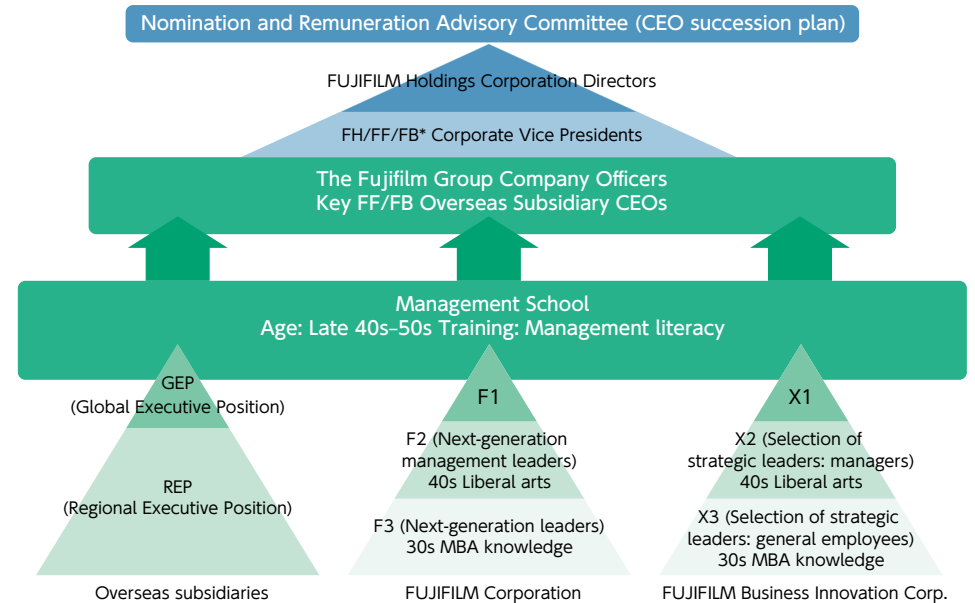 Nomination and Remuneration Advisory Committee (CEO succession plan)
FUJIFILM Holdings Corporation Directors
FH/FF/FB* Corporate Vice Presidents
The Fujifilm Group Company Officers
Key FF/FB Overseas Subsidiary CEOs
Management School
Age: Late 40s–50s Training: Management literacy
GEP
(Global Executive Position)
REP
(Regional Executive Position)
Overseas subsidiaries
F1
F2 (Next-generation
management leaders)
40s Liberal arts
F3 (Next-generation leaders)
30s MBA knowledge
FUJIFILM Corporation
X1
X2 (Selection of
strategic leaders: managers)
40s Liberal arts
X3 (Selection of strategic
leaders: general employees)
30s MBA knowledge
FUJIFILM Business Innovation Corp.